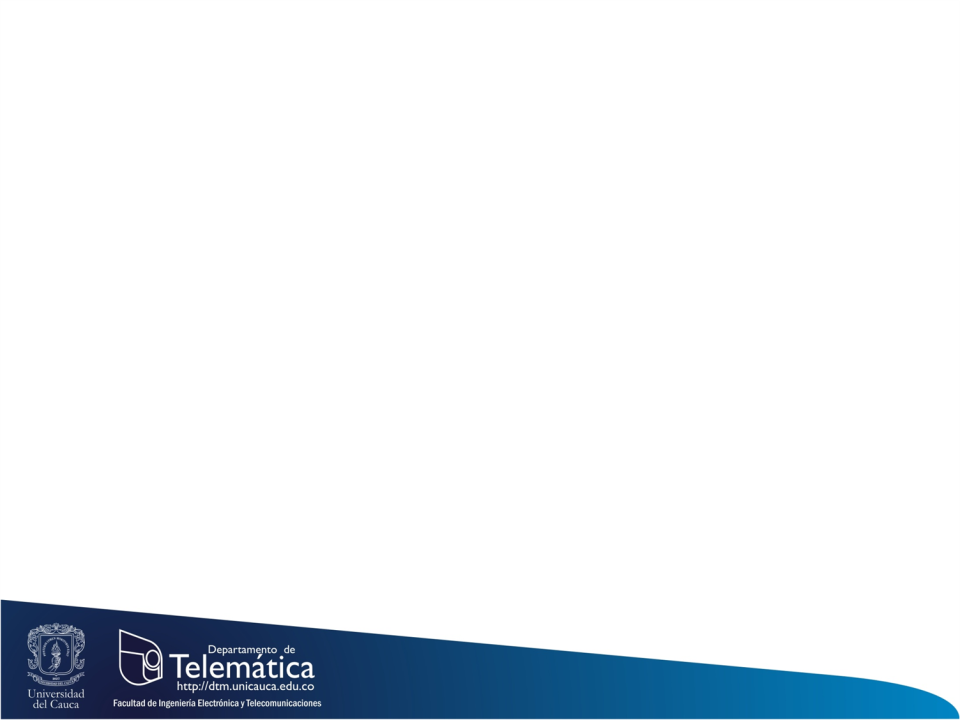 Universidad
del Cauca
Departamento de
Telemática
http://dtm.unicauca.edu.co
Facultad de Ingeniería Electrónica y Telecomunicaciones